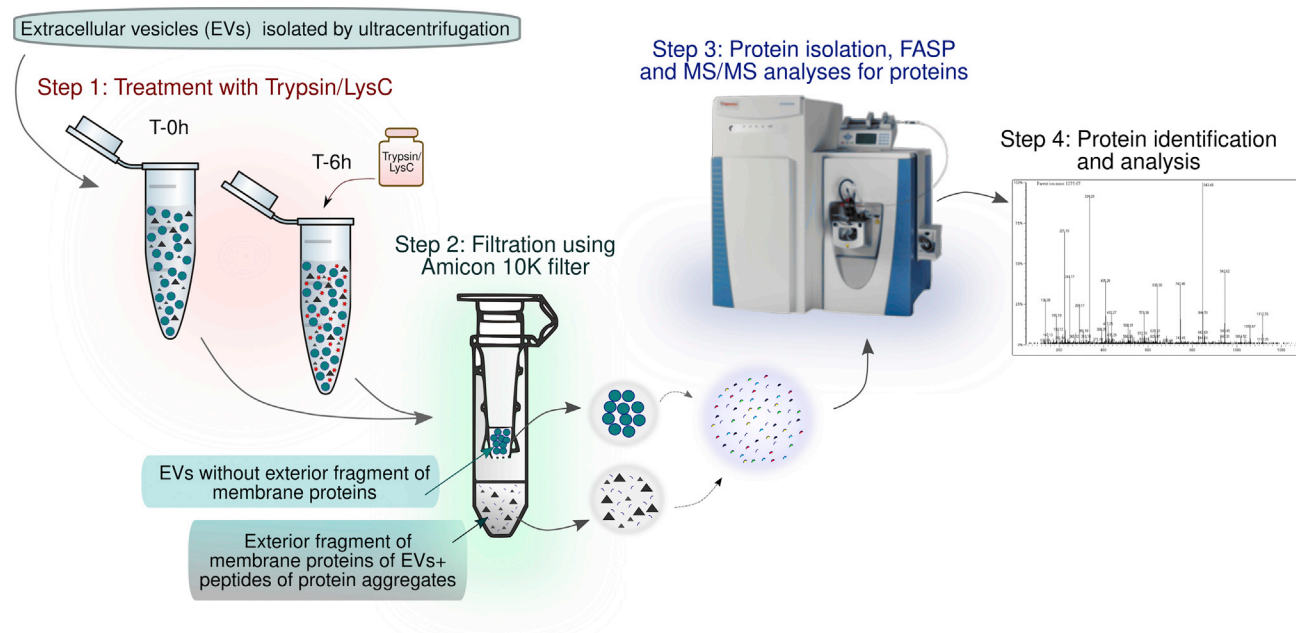 Extracellular vesicles (EVs) isolated by ultracentrifugation
Step 1: Treatment with Trypsin/LysC
T-0h
T-6h
Trypsin/
LysC
Step 2: Filtration using
Amicon 10K filter
EVs without exterior fragment of
membrane proteins
Exterior fragment of
membrane proteins of EVs+
peptides of protein aggregates
Step 3: Protein isolation, FASP
and MS/MS analyses for proteins
Step 4: Protein identification
and analysis